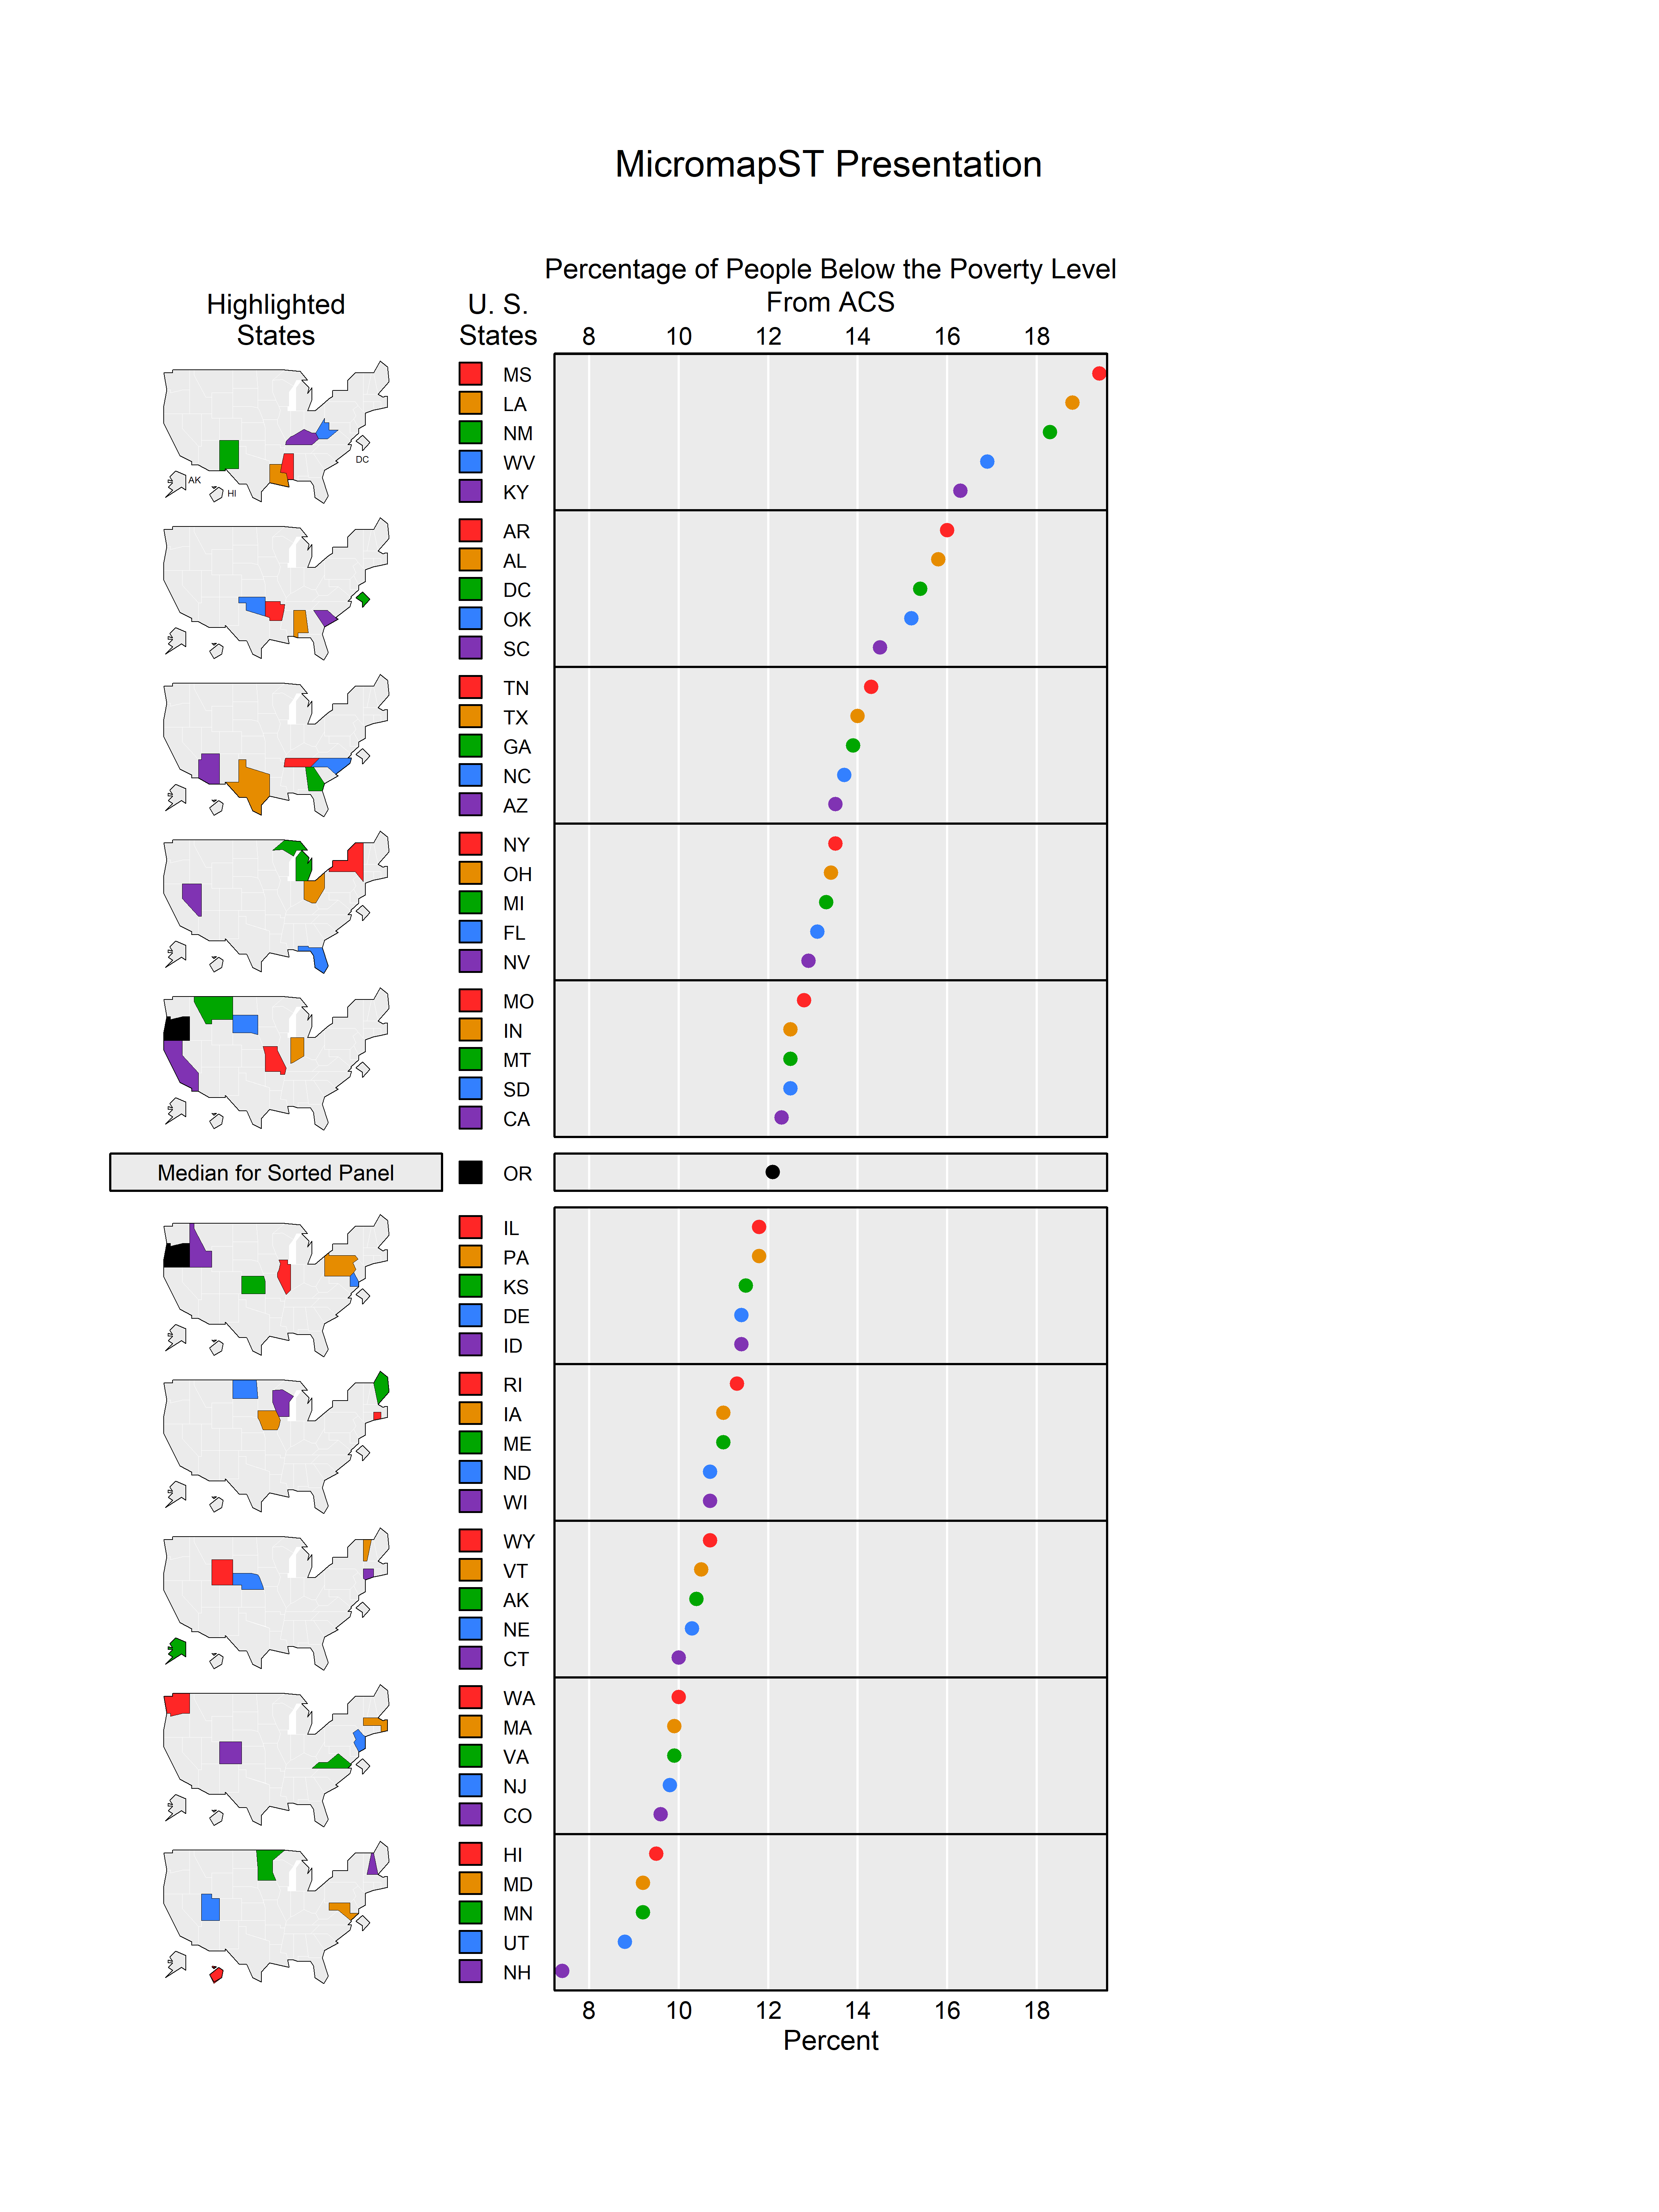 MicromapST Presentation
Percentage of People Below the Poverty Level
Highlighted U. S. From ACS
States States 8 10 12 14 16 18
MS
LA
NM
DC
WV
AK
HI
KY
AR
AL
DC
OK
SC
TN
TX
GA
NC
AZ
NY
OH
MI
FL
NV
MO
IN
MT
SD
CA
Median for Sorted Panel OR
IL
PA
KS
DE
ID
RI
IA
ME
ND
WI
WY
VT
AK
NE
CT
WA
MA
VA
NJ
CO
HI
MD
MN
UT
NH
8 10 12 14 16 18
Percent